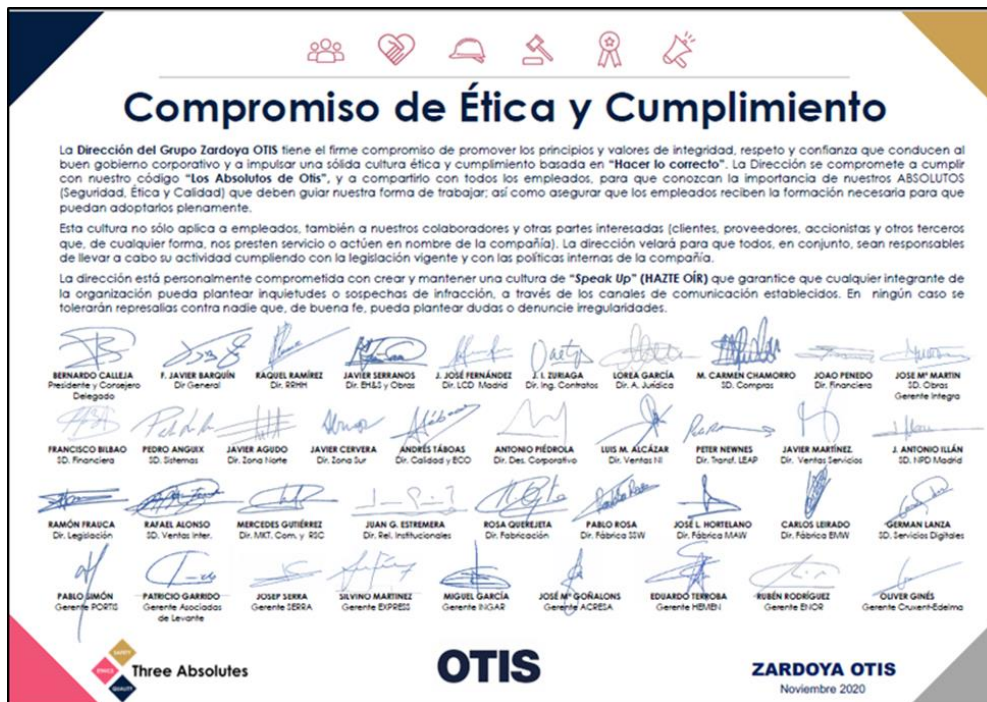 Compromiso de Ética y Cumplimiento
La Dirección del Grupo Zardoya OTIS tiene el firme compromiso de promover los principios y valores de integridad, respeto y confianza que conducen al
buen gobierno corporativo y a impulsar una sólida cultura ética y cumplimiento basada en “Hacer lo correcto”. La Dirección se compromete a cumplir
con nuestro código “Los Absolutos de Otis”, y a compartirlo con todos los empleados, para que conozcan la importancia de nuestros ABSOLUTOS
(Seguridad, Ética y Calidad) que deben guiar nuestra forma de trabajar; así como asegurar que los empleados reciben la formación necesaria para que
puedan adoptarlos plenamente.
Esta cultura no sólo aplica a empleados, también a nuestros colaboradores y otras partes interesadas (clientes, proveedores, accionistas y otros terceros
que, de cualquier forma, nos presten servicio o actúen en nombre de la compañía). La dirección velará para que todos, en conjunto, sean responsables
de llevar a cabo su actividad cumpliendo con la legislación vigente y con las políticas internas de la compañía.
La dirección está personalmente comprometida con crear y mantener una cultura de “Speak Up” (HAZTE OÍR) que garantice que cualquier integrante de
la organización pueda plantear inquietudes o sospechas de infracción, a través de los canales de comunicación establecidos. En ningún caso se
tolerarán represalias contra nadie que, de buena fe, pueda plantear dudas o denuncie irregularidades.
BERNARDO CALLEJA F. JAVIER BARQUÍN RAQUEL RAMÍREZ JAVIER SERRANOS J. JOSÉ FERNÁNDEZ J. I. ZURIAGA LOREA GARCÍA M. CARMEN CHAMORRO JOAO PENEDO JOSE Mª MARTIN
Presidente y Consejero Dir General Dir. RRHH Dir. EH&S y Obras Dir. LCD Madrid Dir. Ing. Contratos Dir. A. Jurídica SD. Compras Dir. Financiera SD. Obras
Delegado Gerente Integra
FRANCISCO BILBAO PEDRO ANGUIX JAVIER AGUDO JAVIER CERVERA ANDRÉS TÁBOAS ANTONIO PIÉDROLA LUIS M. ALCÁZAR PETER NEWNES JAVIER MARTÍNEZ. J. ANTONIO ILLÁN
SD. Financiera SD. Sistemas Dir. Zona Norte Dir. Zona Sur Dir. Calidad y ECO Dir. Des. Corporativo Dir. Ventas NI Dir. Transf. LEAP Dir. Ventas Servicios SD. NPD Madrid
RAMÓN FRAUCA RAFAEL ALONSO MERCEDES GUTIÉRREZ JUAN G. ESTREMERA ROSA QUEREJETA PABLO ROSA JOSÉ L. HORTELANO CARLOS LEIRADO GERMAN LANZA
Dir. Legislación SD. Ventas Inter. Dir. MKT. Com. y RSC Dir. Rel. Institucionales Dir. Fabricación Dir. Fábrica SSW Dir. Fábrica MAW Dir. Fábrica EMW SD. Servicios Digitales
PABLO SIMÓN PATRICIO GARRIDO JOSEP SERRA SILVINO MARTINEZ MIGUEL GARCÍA JOSÉ Mª GOÑALONS EDUARDO TERROBA RUBÉN RODRÍGUEZ OLIVER GINÉS
Gerente PORTIS Gerente Asociadas Gerente SERRA Gerente EXPRESS Gerente INGAR Gerente ACRESA Gerente HEMEN Gerente ENOR Gerente Cruxent-Edelma
de Levante
SAFETY
ETHICS
QUALITY
Three Absolutes
OTIS
ZARDOYA OTIS
Noviembre 2020